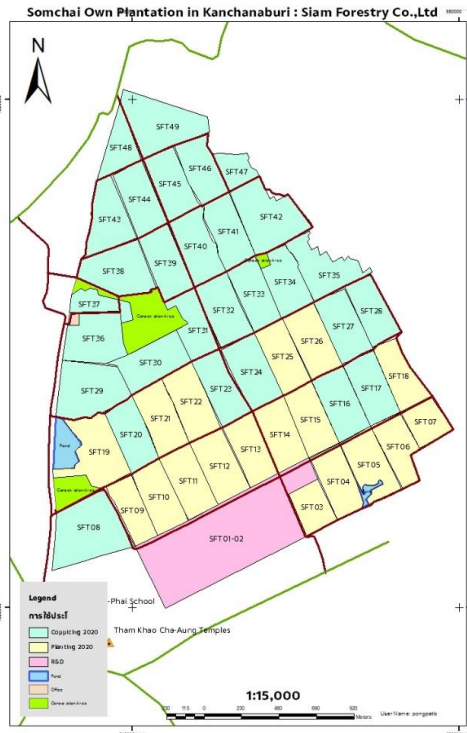 Somchai Own Plantation in Kanchanaburi : Siam Forestry Co.,Ltd
N
SFT49
SFT48
SFT46
SFT47
SFT45
SFT44
SFT43
SFT42
SFT41
SFT40
SFT39
SFT38
SFT37
SFT36
SFT35
SFT34
SFT33
SFT32
SFT31
SFT30
SFT29
SFT28
SFT27
SFT26
SFT25
SFT24
SFT23
SFT22
SFT21
SFT20
SFT19
SFT18
SFT17
SFT16
SFT15
SFT14
SFT13
SFT12
SFT11
SFT10
SFT09
SFT08
SFT07
SFT06
SFT05
SFT04
SFT03
SFT01-02
Pond
-Phai School
Tham Khao Cha-Aung Temples
Legend
การใช้ประโ
Coppicing 2020
Planting 2020
R&D
Pond
Office
1:15,000
Meters
User Name: pongpatb